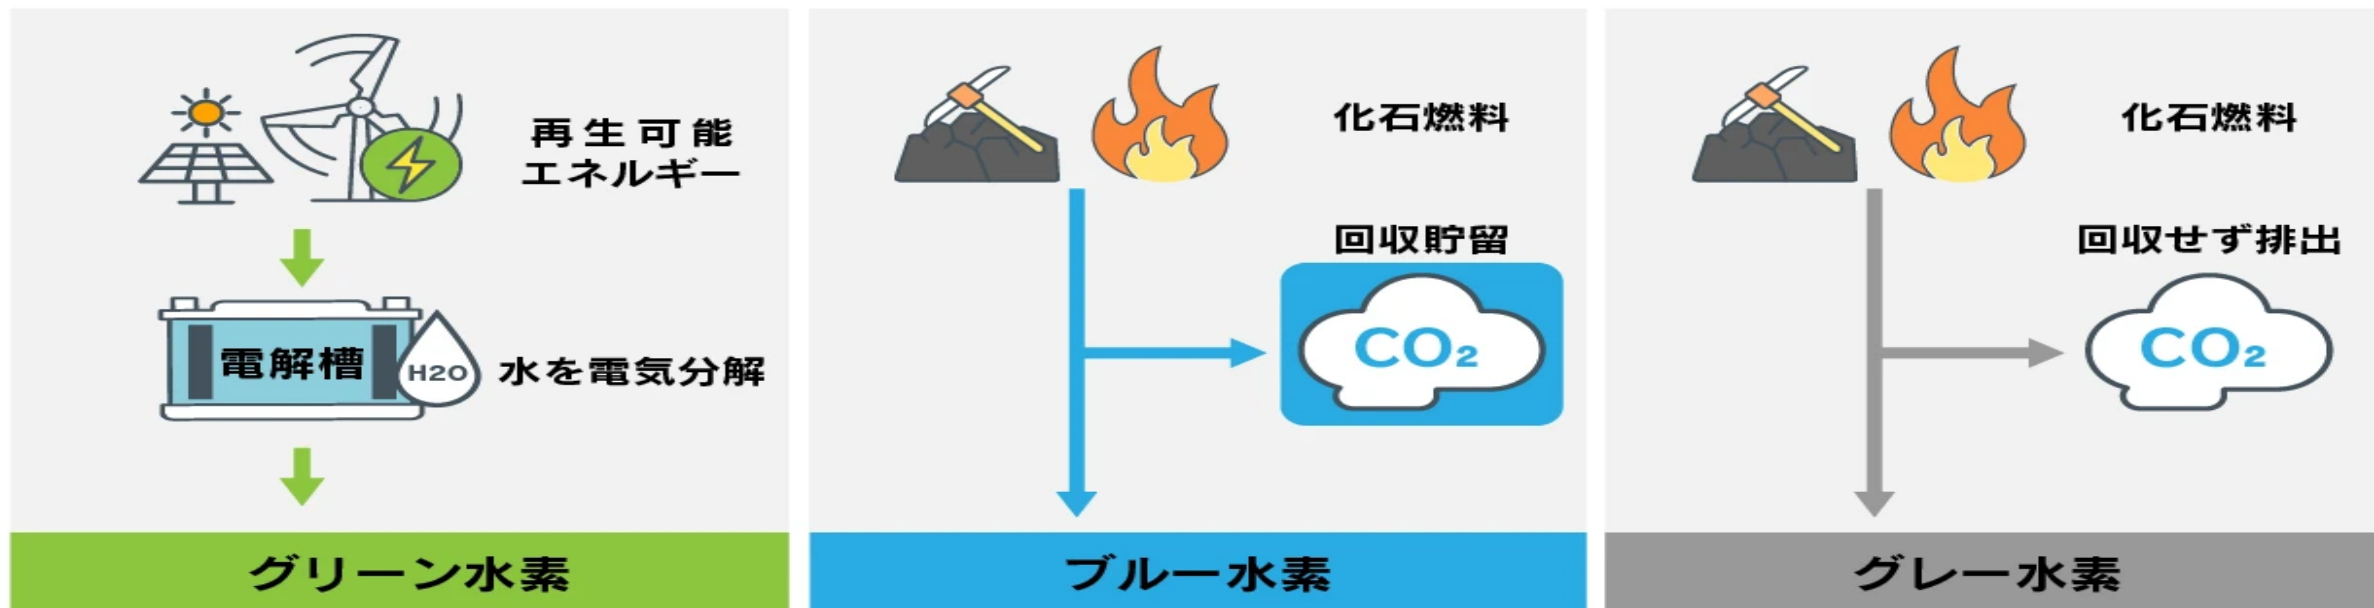 再生可能
エネルギー
電解槽
H2O
水を電気分解
グリーン水素
化石燃料
回収貯留
CO₂
ブルー水素
化石燃料
回収せず排出
CO₂
グレー水素